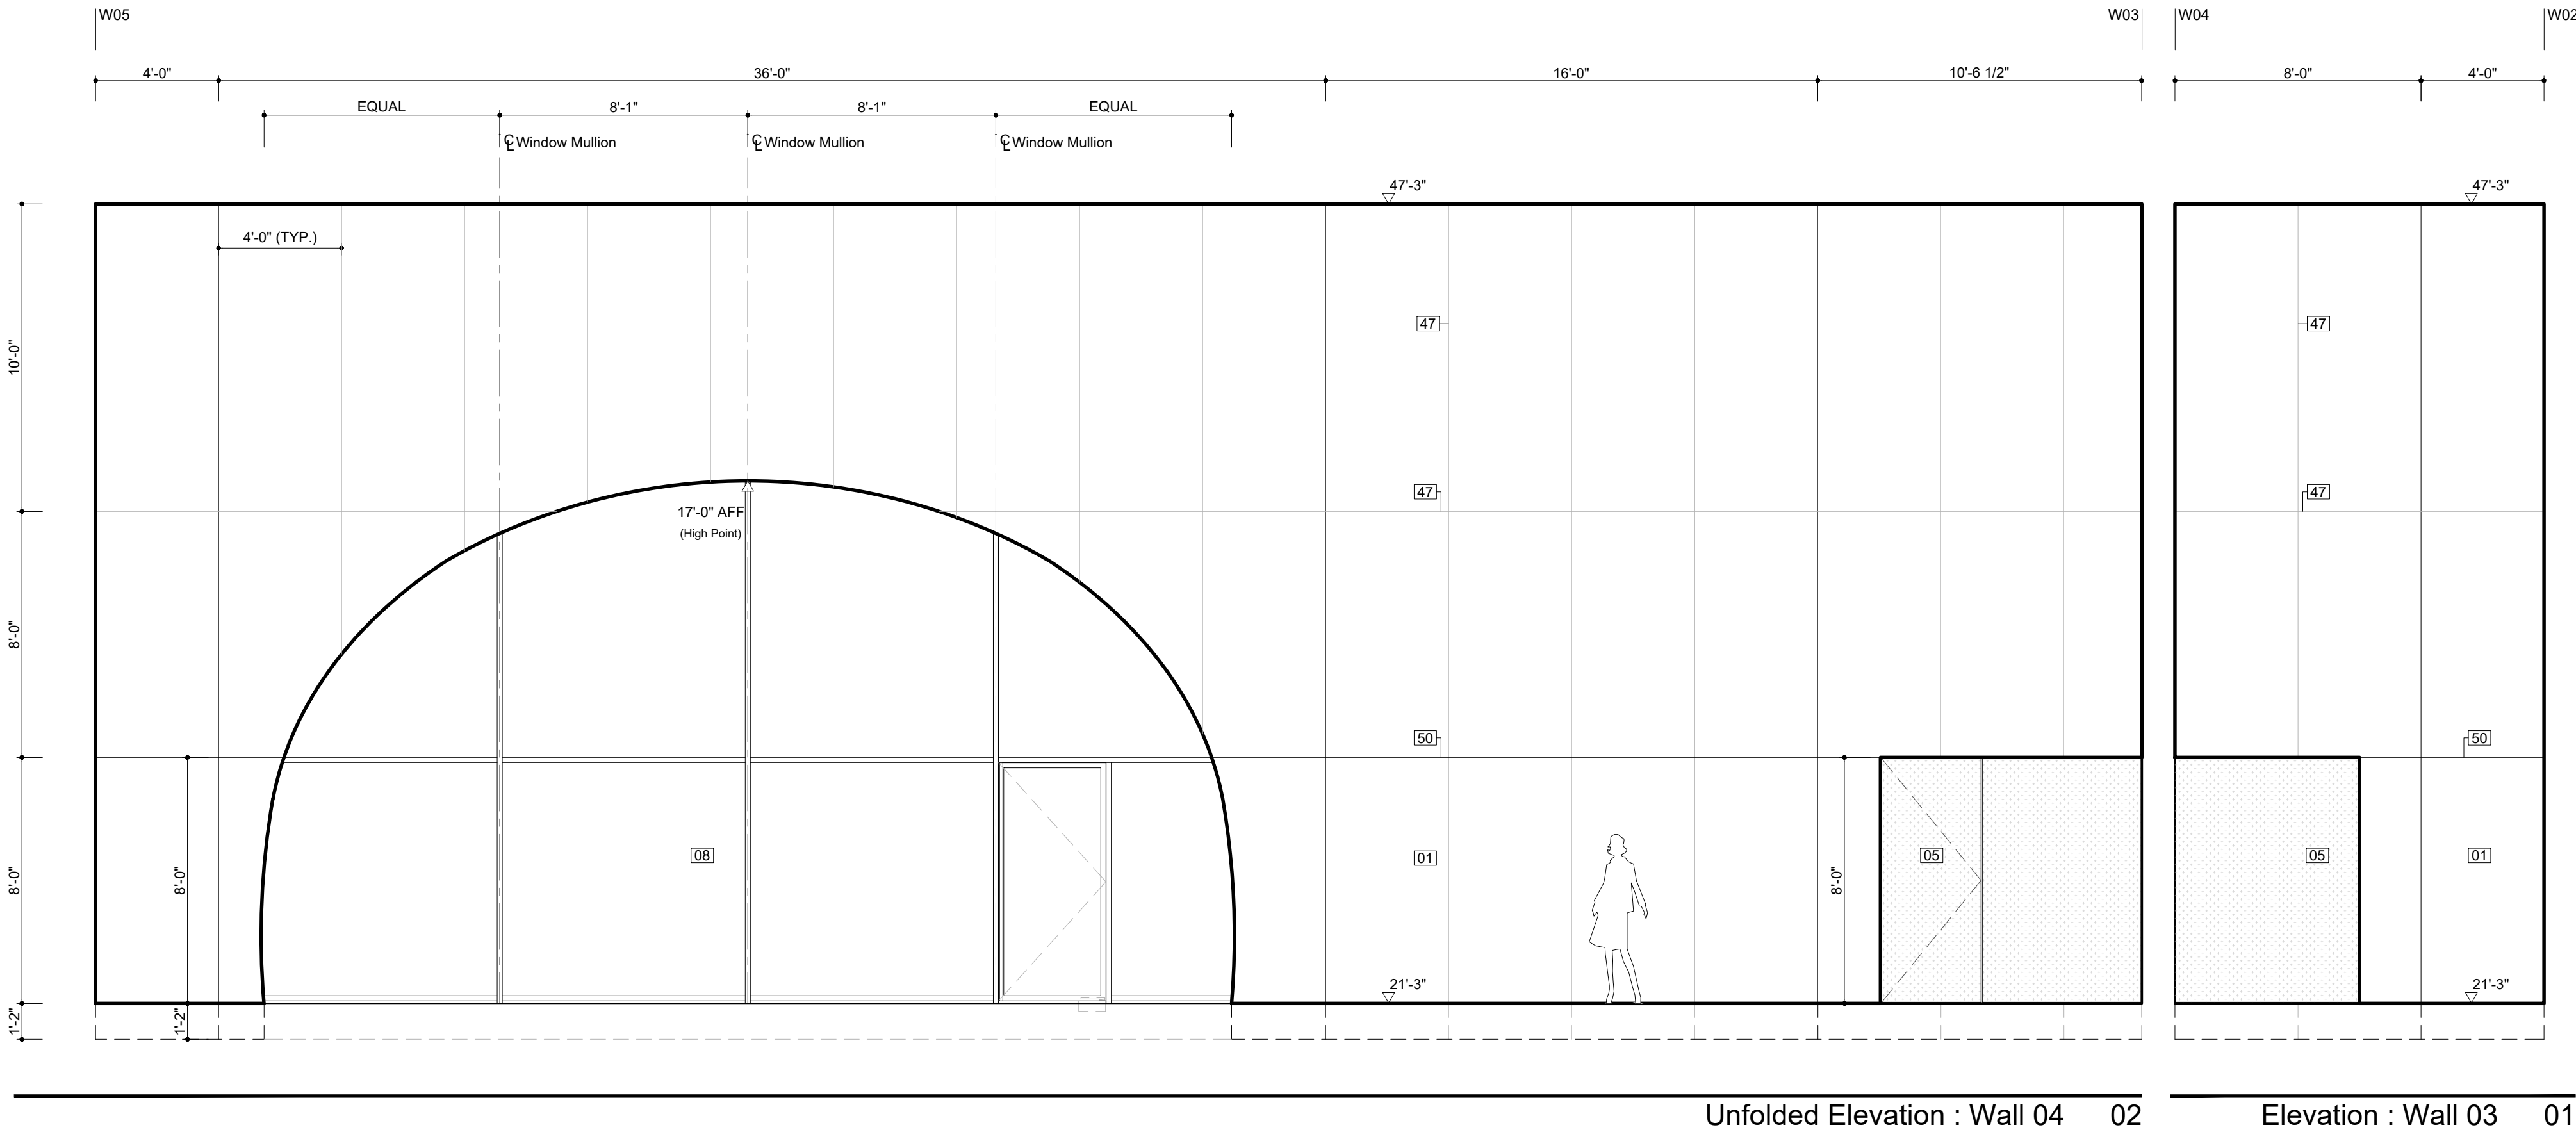 W05
W03
W04
W02
4'-0"
36'-0"
16'-0"
10'-6 1/2"
8'-0"
4'-0"
EQUAL
8'-1"
8'-1"
EQUAL
℄ Window Mullion
℄ Window Mullion
℄ Window Mullion
47'-3"
47'-3"
4'-0" (TYP.)
47
47
10'-0"
47
47
17'-0" AFF
(High Point)
8'-0"
50
50
08
01
05
05
01
8'-0"
8'-0"
8'-0"
21'-3"
21'-3"
1'-2"
1'-2"
Unfolded Elevation : Wall 04 02
Elevation : Wall 03 01